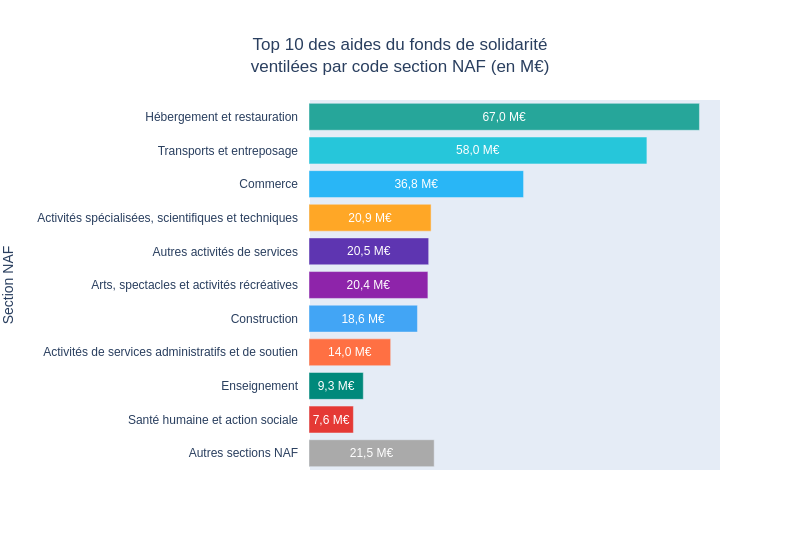 Top 10 des aides du fonds de solidarité
ventilées par code section NAF (en M€)
Section NAF
Hébergement et restauration 67,0 M€
Transports et entreposage 58,0 M€
Commerce 36,8 M€
Activités spécialisées, scientifiques et techniques 20,9 M€
Autres activités de services 20,5 M€
Arts, spectacles et activités récréatives 20,4 M€
Construction 18,6 M€
Activités de services administratifs et de soutien 14,0 M€
Enseignement 9,3 M€
Santé humaine et action sociale 7,6 M€
Autres sections NAF 21,5 M€